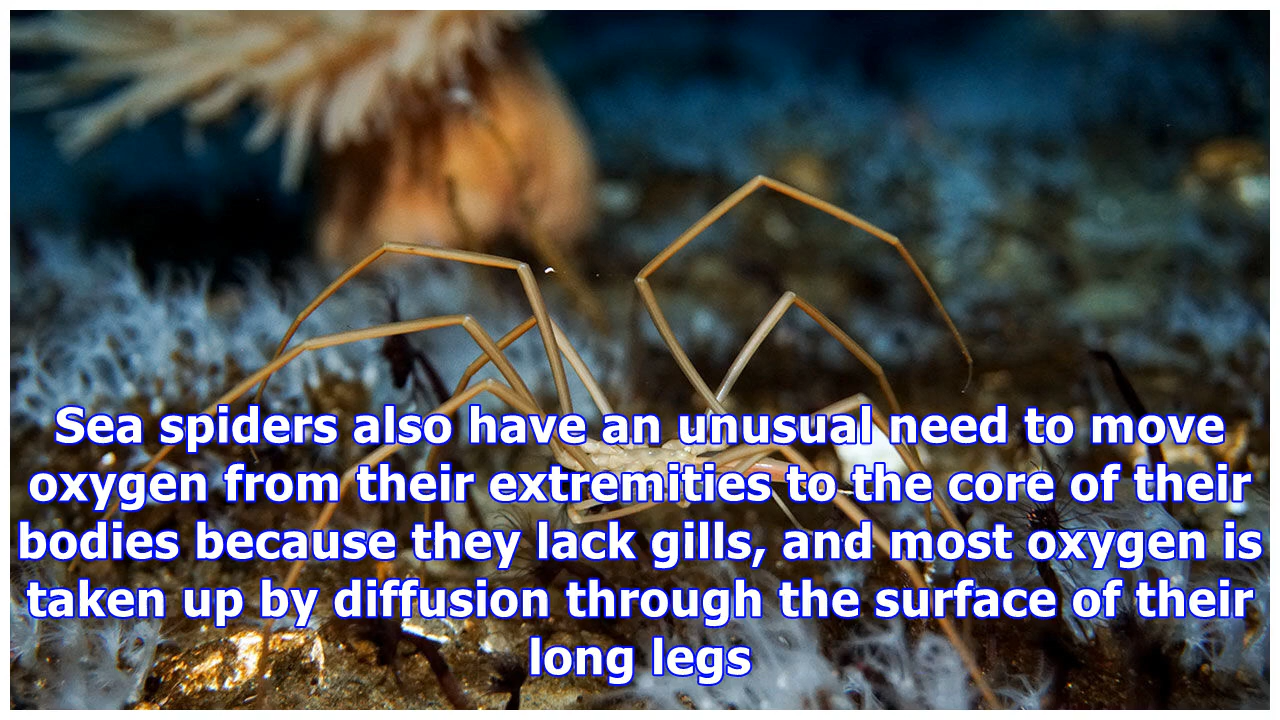 Sea spiders also have an unusual need to move
oxygen from their extremities to the core of their
bodies because they lack gills, and most oxygen is
taken up by diffusion through the surface of their
long legs